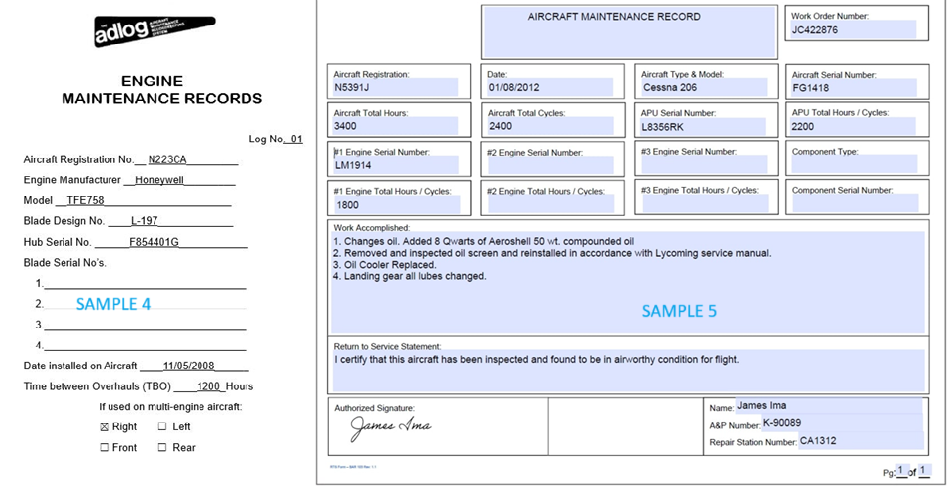 adlog
ENGINE
MAINTENANCE RECORDS
Log No. 01
Aircraft Registration No. N223CA
Engine Manufacturer Honeywell
Model TFE758
Blade Design No. L-197
Hub Serial No. F854401G
Blade Serial No's.
1.
2. SAMPLE 4
3
4.
Date installed on Aircraft 11/05/2008
Time between Overhauls (TBO) 1200 Hours
If used on multi-engine aircraft:
☒ Right ☐ Left
☐ Front ☐ Rear
AIRCRAFT MAINTENANCE RECORD
Work Order Number:
JC422876
Aircraft Registration: Date: Aircraft Type & Model: Aircraft Serial Number:
N5391J 01/08/2012 Cessna 206 FG1418
Aircraft Total Hours: Aircraft Total Cycles: APU Serial Number: APU Total Hours / Cycles:
3400 2400 L8356RK 2200
#1 Engine Serial Number: #2 Engine Serial Number: #3 Engine Serial Number: Component Type:
LM1914
#1 Engine Total Hours / Cycles: #2 Engine Total Hours / Cycles: #3 Engine Total Hours / Cycles: Component Serial Number:
1800
Work Accomplished:
1. Changes oil. Added 8 Qwarts of Aeroshell 50 wt. compounded oil
2. Removed and inspected oil screen and reinstalled in accordance with Lycoming service manual.
3. Oil Cooler Replaced.
4. Landing gear all lubes changed.
SAMPLE 5
Return to Service Statement:
I certify that this aircraft has been inspected and found to be in airworthy condition for flight.
Authorized Signature:
James Ima
Name: James Ima
A&P Number: K-90089
Repair Station Number: CA1312
Pg: 1 of 1